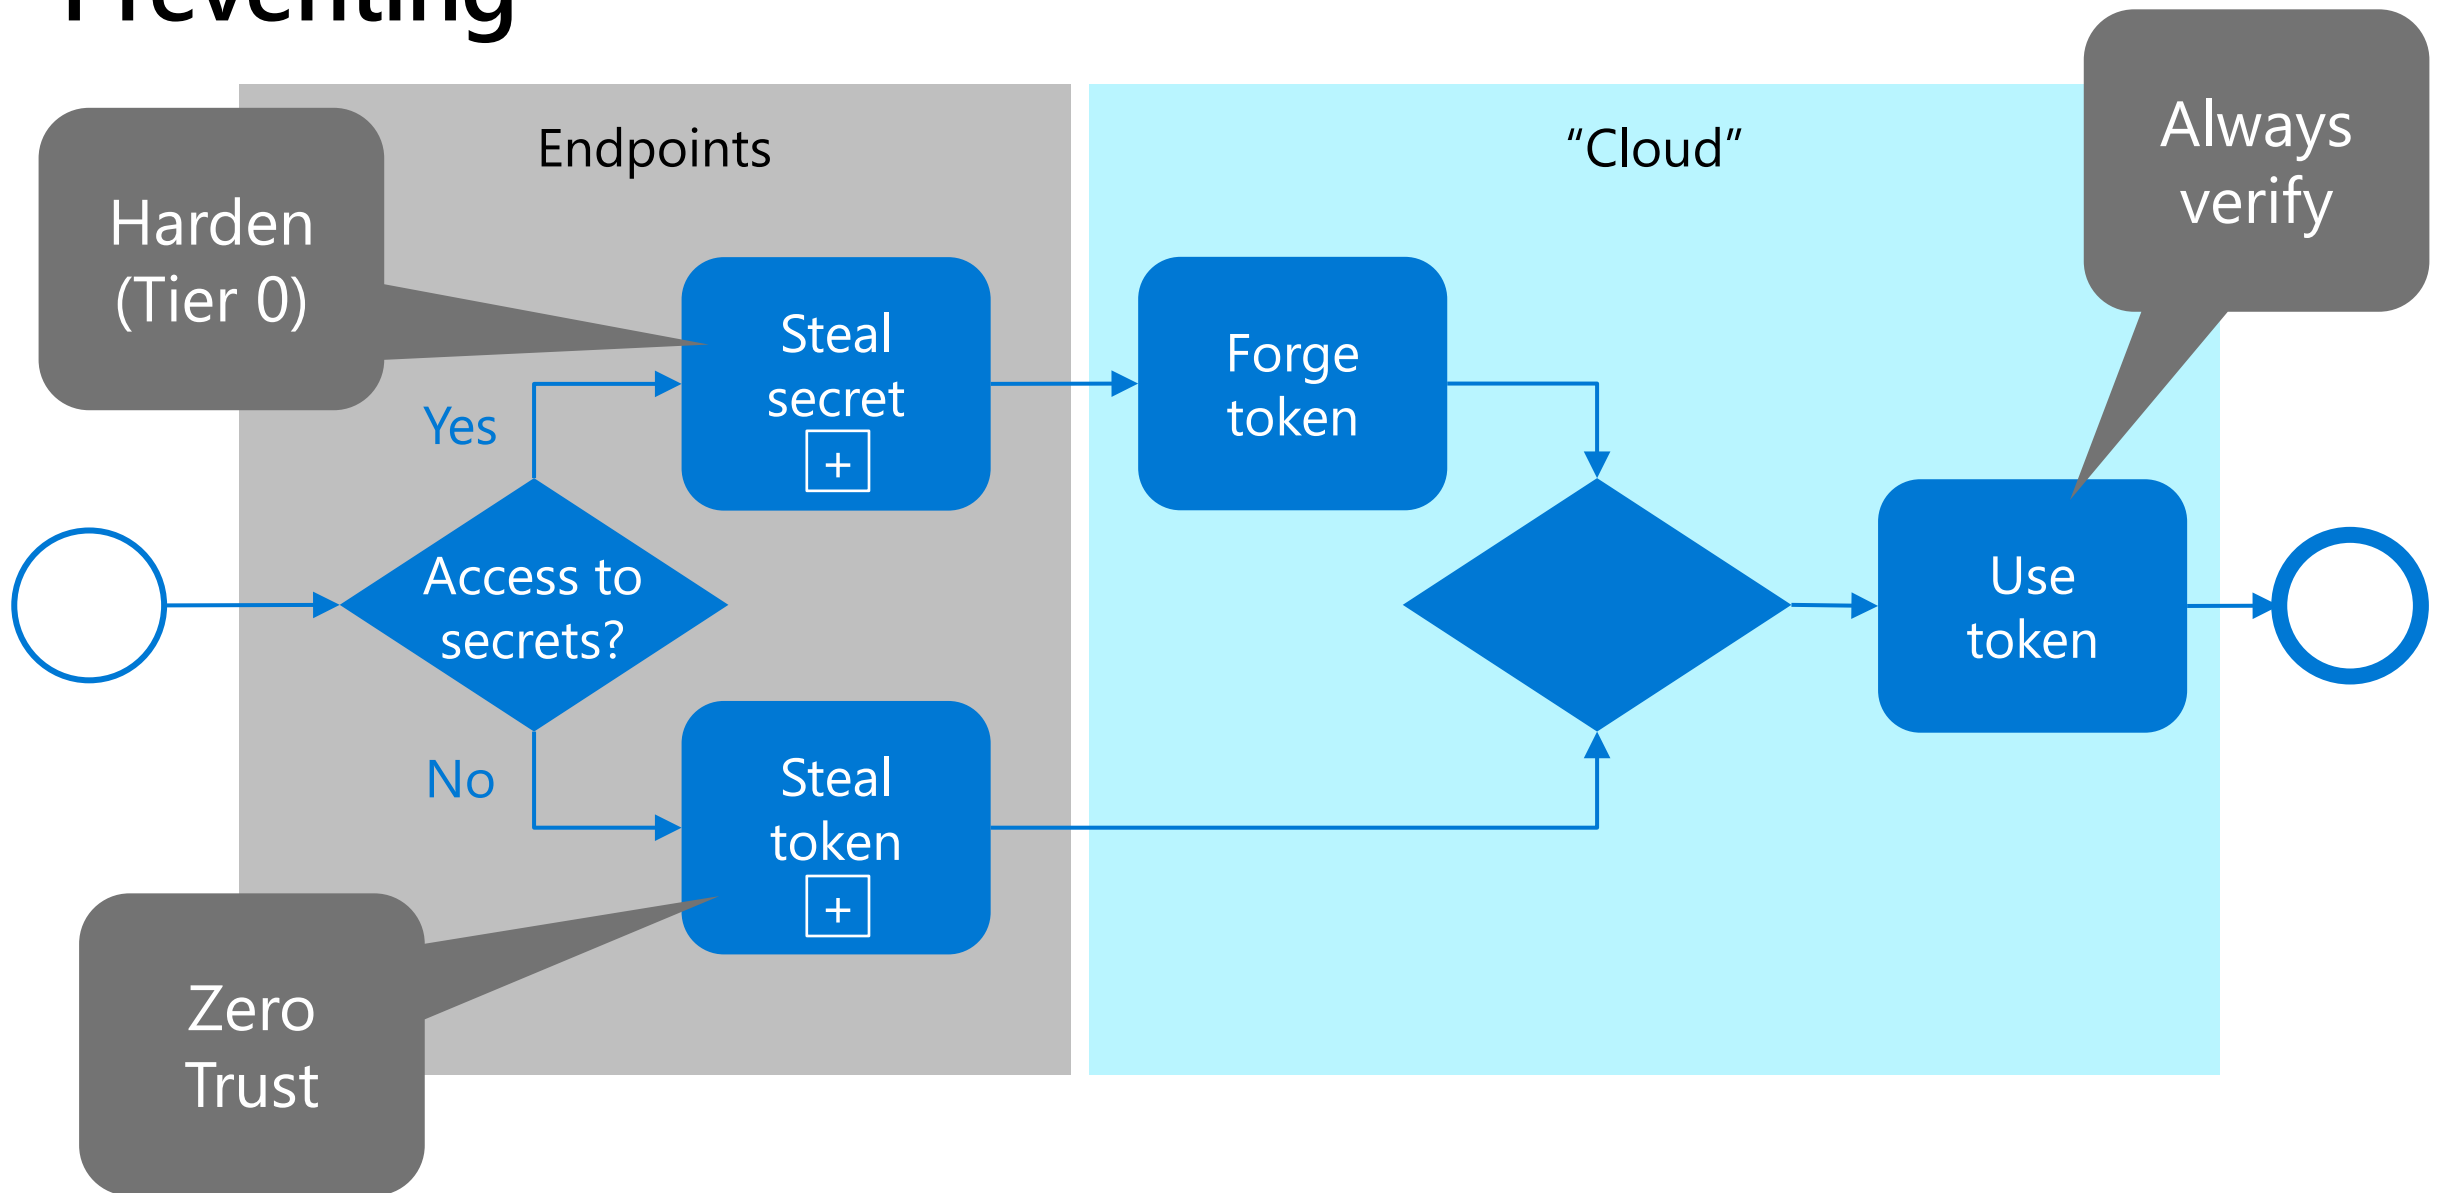 Preventing
Endpoints
“Cloud”
Always
verify
Harden
(Tier 0)
Steal
secret
+
Forge
token
Yes
Access to
secrets?
Use
token
No
Steal
token
+
Zero
Trust